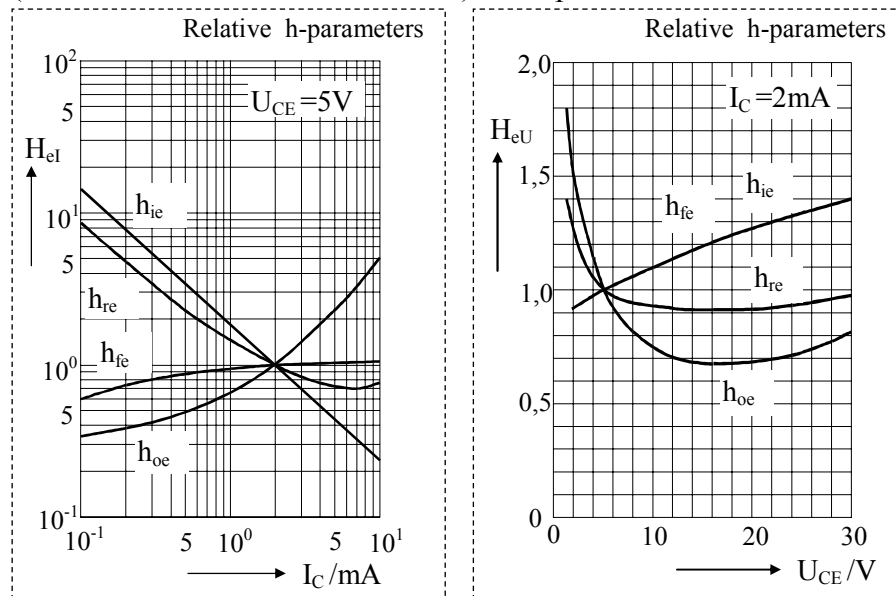 Relative h-parameters
10²
5
U_CE =5V
H_eI
h_ie
10¹
5
h_re
h_fe
10⁰
5
h_oe
10⁻¹
10⁻¹ 5 10⁰ 5 10¹
I_C /mA
Relative h-parameters
2,0
I_C =2mA
H_eU
1,5
h_ie
h_fe
h_re
1,0
h_oe
0,5
0
0 10 20 30
U_CE /V